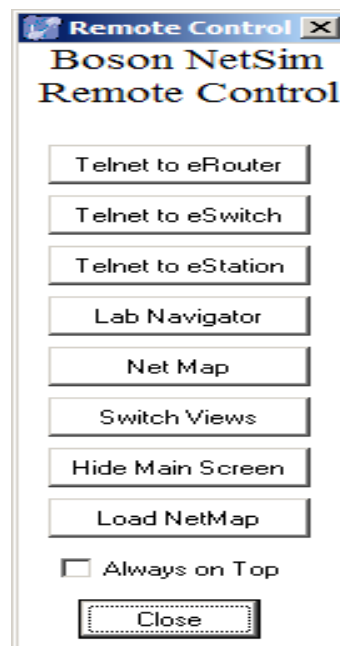 Remote Control
Boson NetSim
Remote Control
Telnet to eRouter
Telnet to eSwitch
Telnet to eStation
Lab Navigator
Net Map
Switch Views
Hide Main Screen
Load NetMap
Always on Top
Close